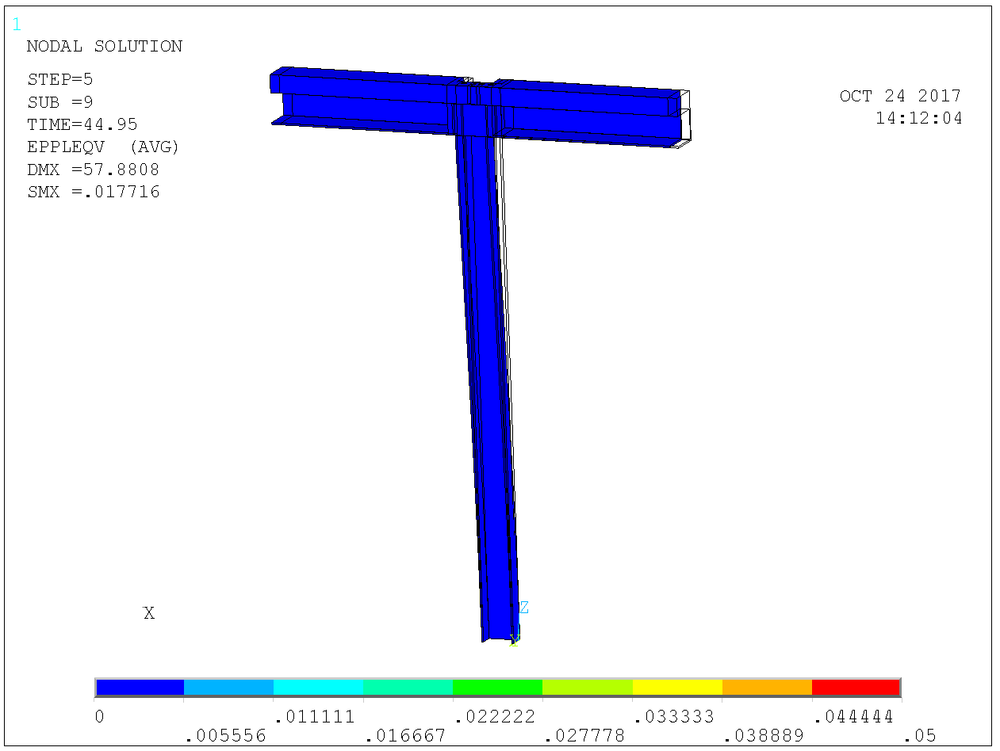 1
NODAL SOLUTION
STEP=5
SUB =9
TIME=44.95
EPPLEQV (AVG)
DMX =57.8808
SMX =.017716
OCT 24 2017
14:12:04
X
Z
Y
0
.005556
.011111
.016667
.022222
.027778
.033333
.038889
.044444
.05